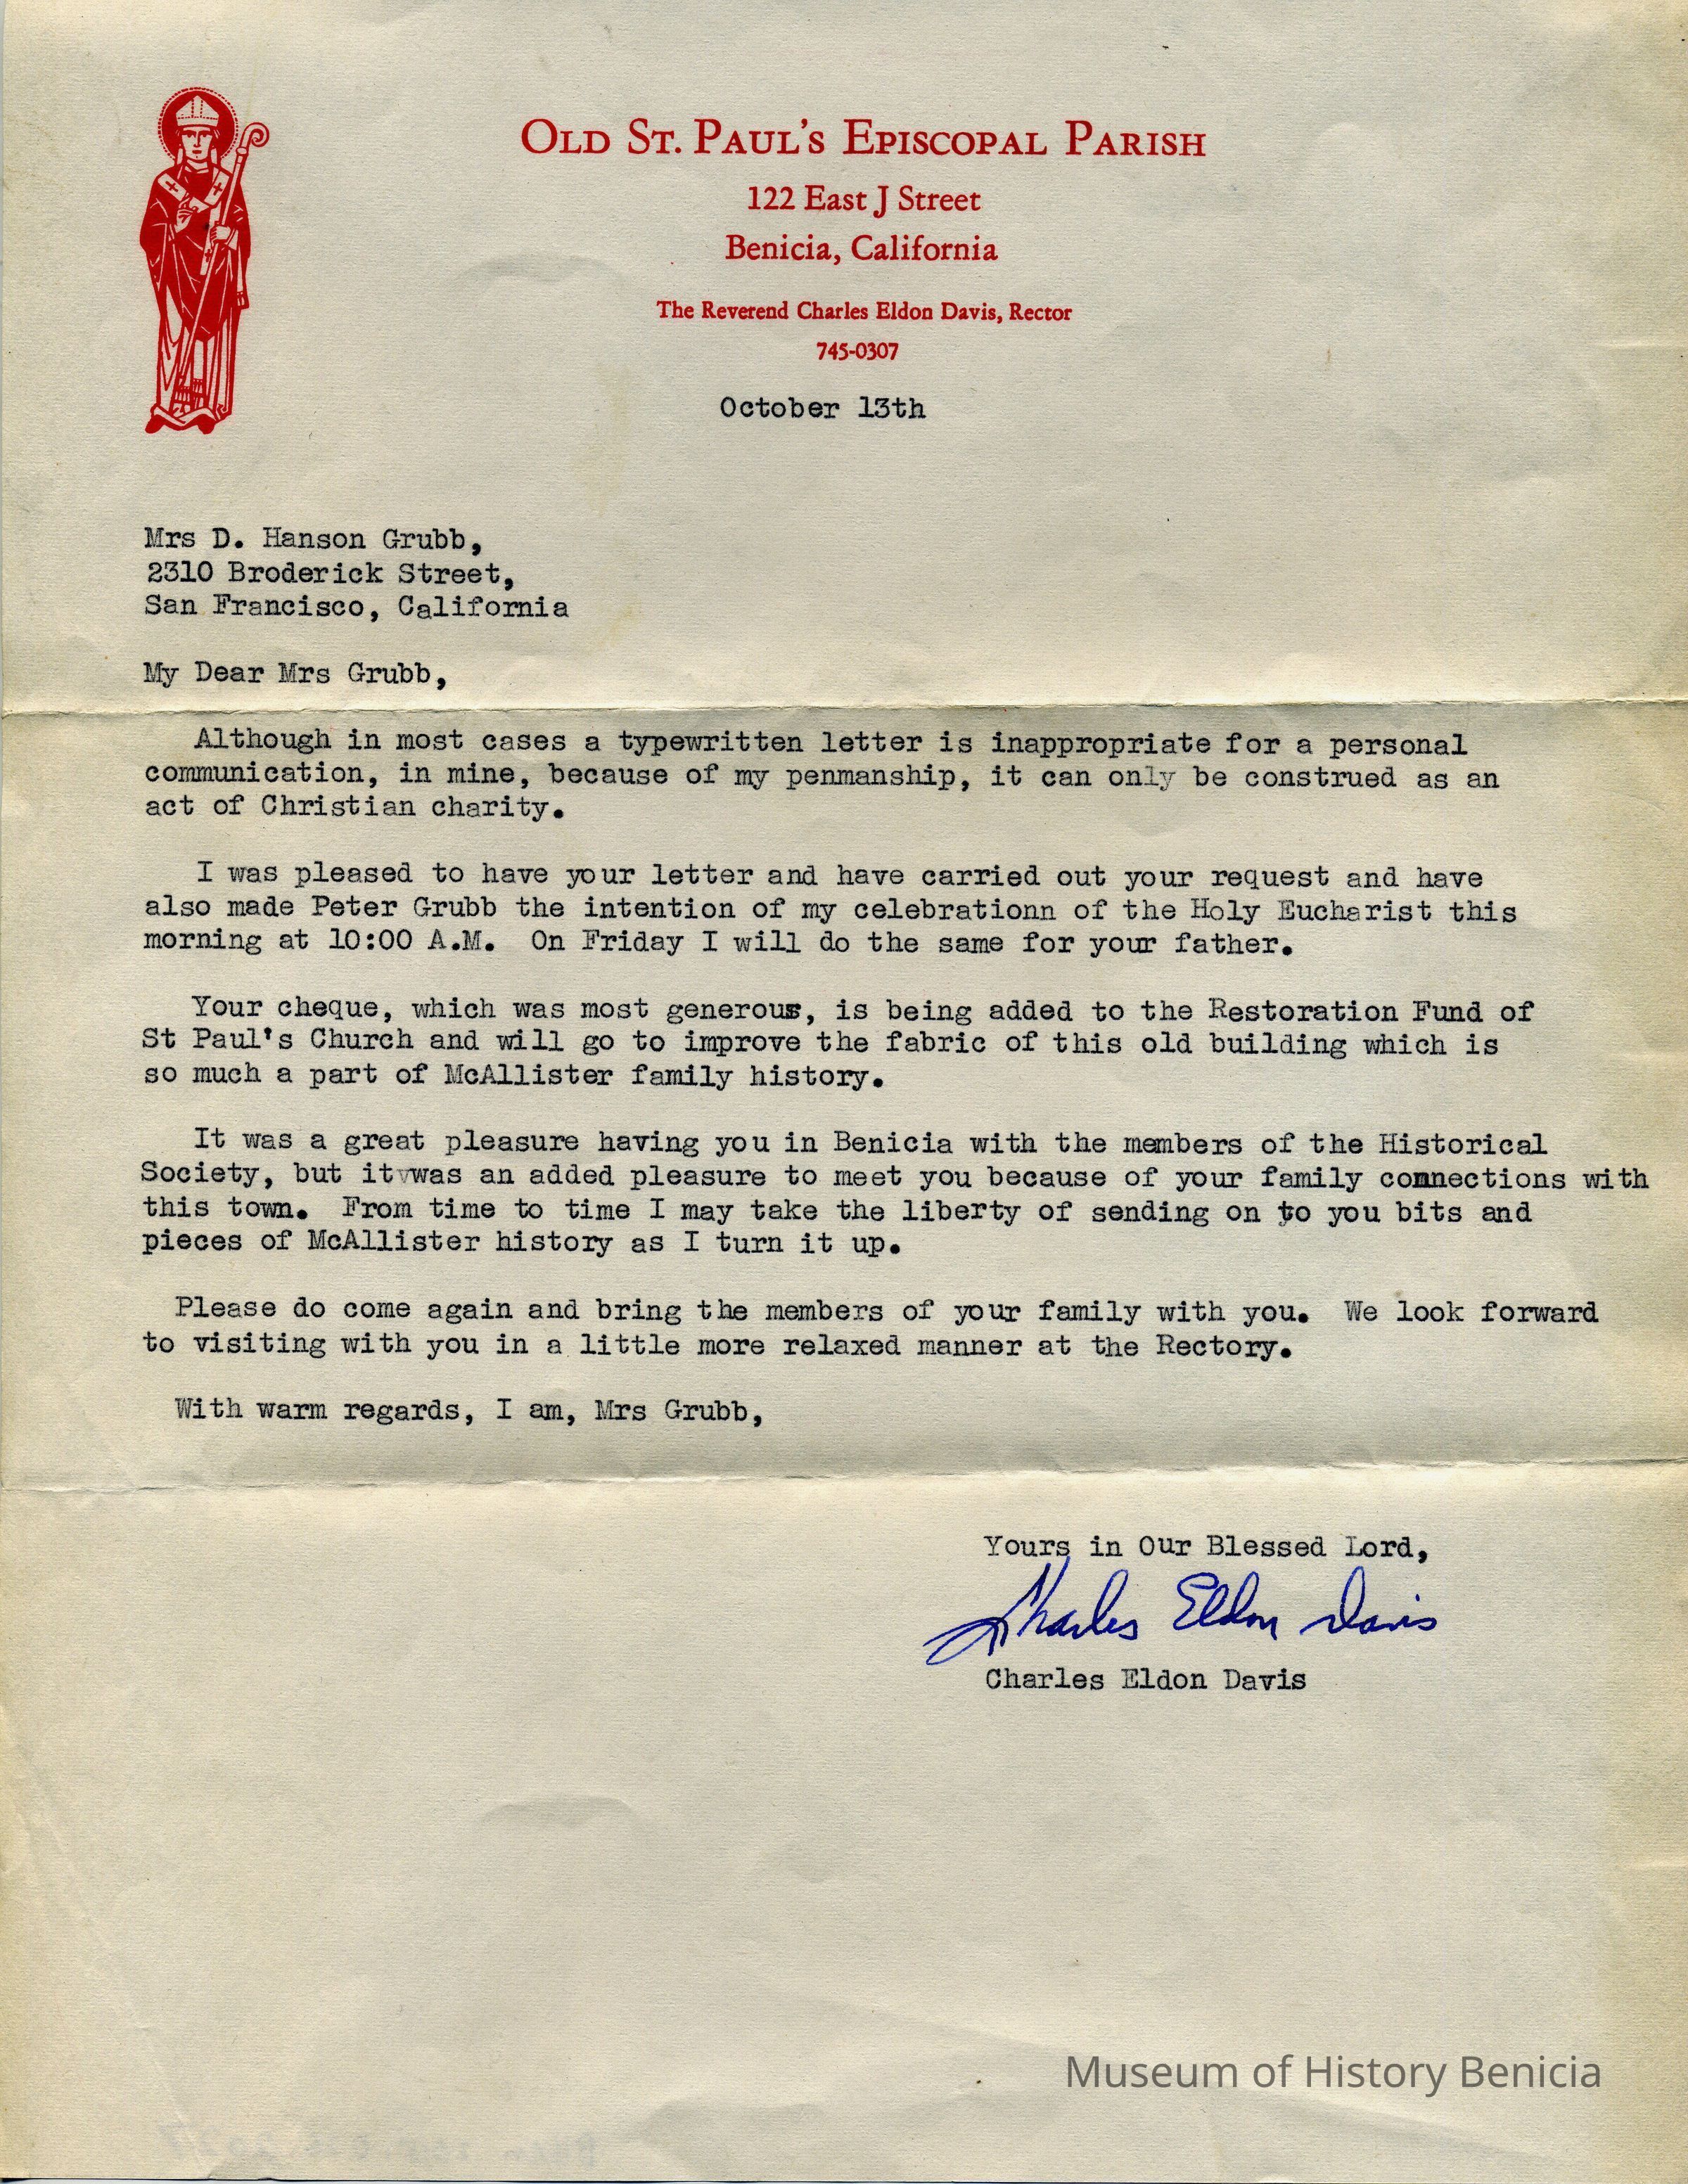 OLD ST. PAUL'S EPISCOPAL PARISH
122 East J Street
Benicia, California
The Reverend Charles Eldon Davis, Rector
745-0307
October 13th
Mrs D. Hanson Grubb,
2310 Broderick Street,
San Francisco, California
My Dear Mrs Grubb,
Although in most cases a typewritten letter is inappropriate for a personal
communication, in mine, because of my penmanship, it can only be construed as an
act of Christian charity.
I was pleased to have your letter and have carried out your request and have
also made Peter Grubb the intention of my celebrationn of the Holy Eucharist this
morning at 10:00 A.M. On Friday I will do the same for your father.
Your cheque, which was most generous, is being added to the Restoration Fund of
St Paul's Church and will go to improve the fabric of this old building which is
so much a part of McAllister family history.
It was a great pleasure having you in Benicia with the members of the Historical
Society, but itvwas an added pleasure to meet you because of your family connections with
this town. From time to time I may take the liberty of sending on to you bits and
pieces of McAllister history as I turn it up.
Please do come again and bring the members of your family with you. We look forward
to visiting with you in a little more relaxed manner at the Rectory.
With warm regards, I am, Mrs Grubb,
Yours in Our Blessed Lord,
Charles Eldon Davis
Charles Eldon Davis
Museum of History Benicia